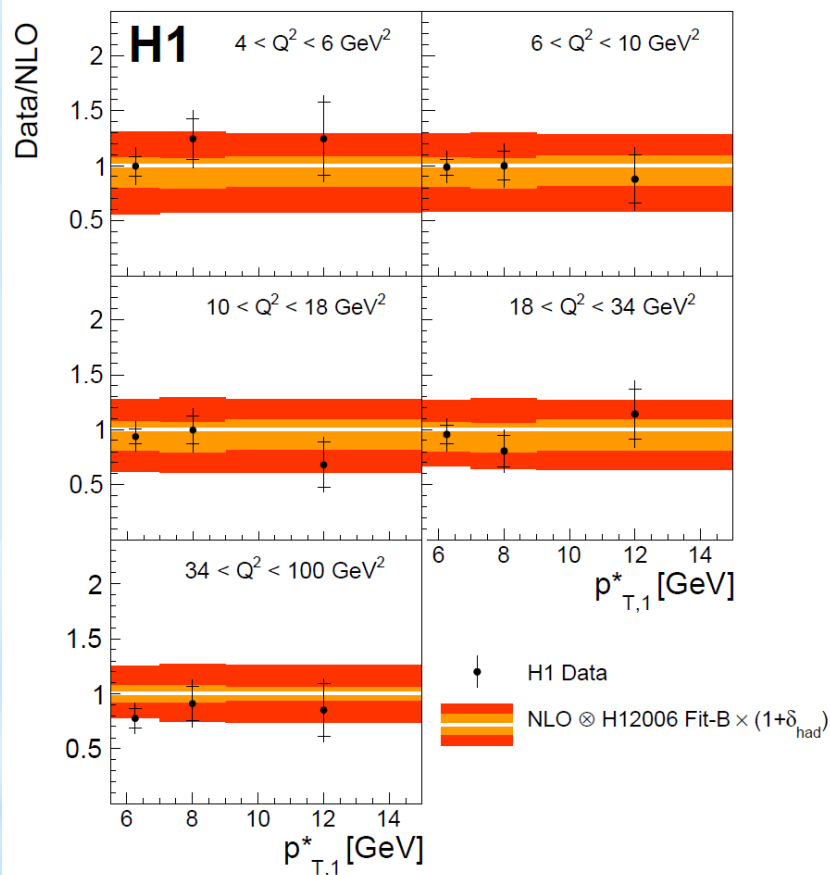 Data/NLO
H1
4 < Q² < 6 GeV²
6 < Q² < 10 GeV²
2
1.5
1
0.5
10 < Q² < 18 GeV²
18 < Q² < 34 GeV²
2
1.5
1
0.5
34 < Q² < 100 GeV²
6 8 10 12 14
p*T,1 [GeV]
2
1.5
1
0.5
H1 Data
NLO ⊗ H12006 Fit-B × (1+δhad)
6 8 10 12 14
p*T,1 [GeV]